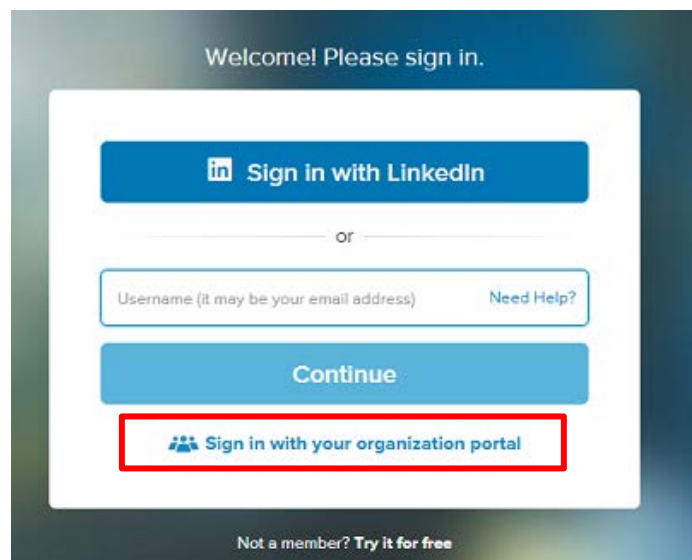 Welcome! Please sign in.
in Sign in with LinkedIn
or
Username (it may be your email address) Need Help?
Continue
Sign in with your organization portal
Not a member? Try it for free